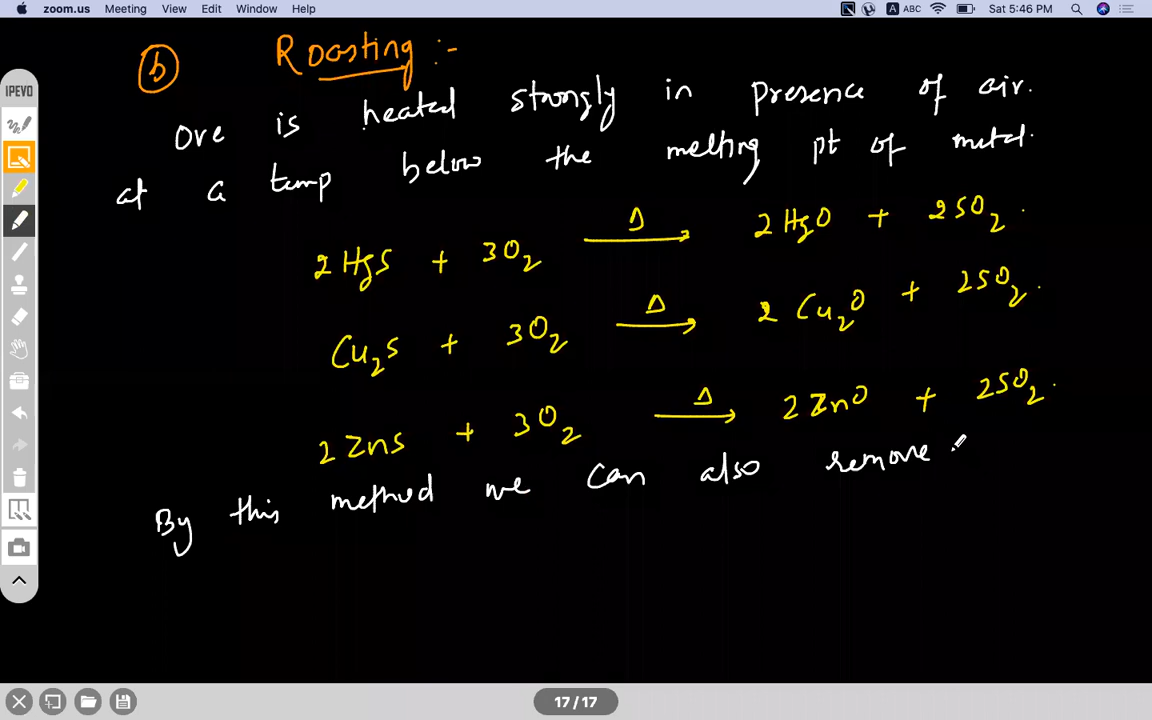 zoom.us Meeting View Edit Window Help A ABC Sat 5:46 PM
IPEVO
b Roasting :-
Ore is heated strongly in presence of air.
at a temp below the melting pt of metal.
2HgS + 3O₂ Δ→ 2HgO + 2SO₂.
Cu₂S + 3O₂ Δ→ 2Cu₂O + 2SO₂.
2ZnS + 3O₂ Δ→ 2ZnO + 2SO₂.
By this method we can also remove
17/17